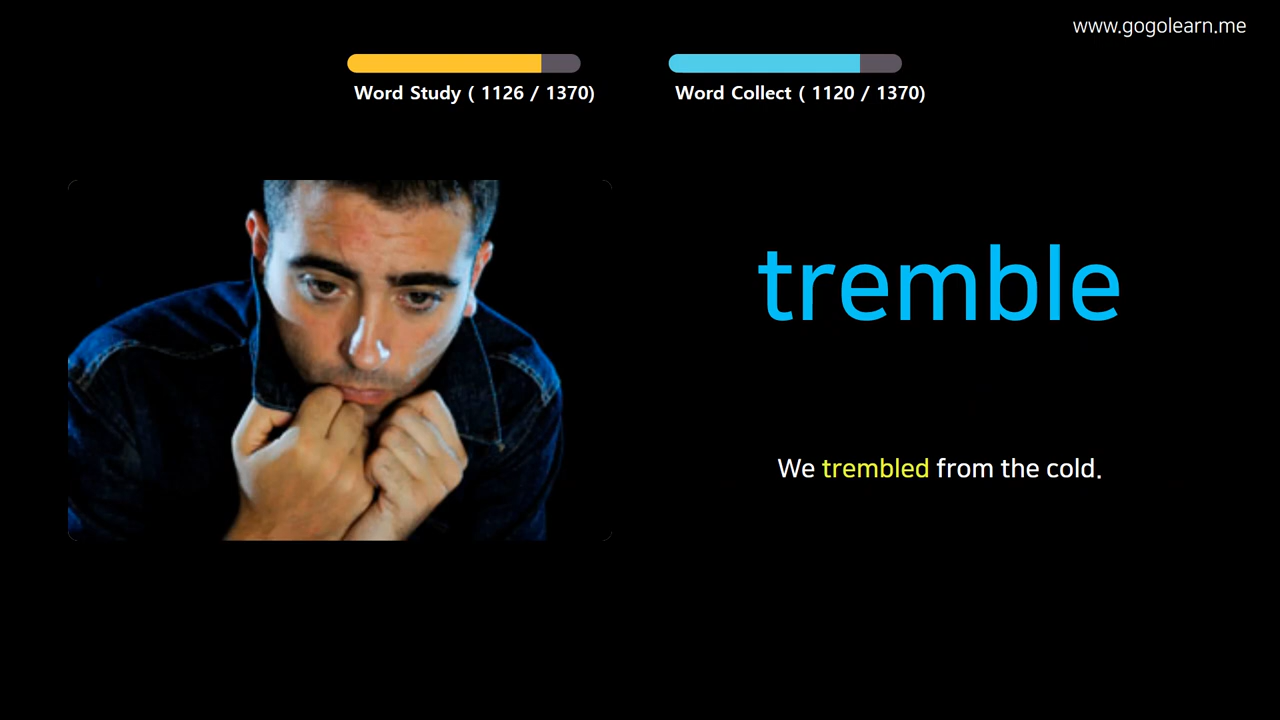 www.gogolearn.me
Word Study ( 1126 / 1370)
Word Collect ( 1120 / 1370)
tremble
We trembled from the cold.